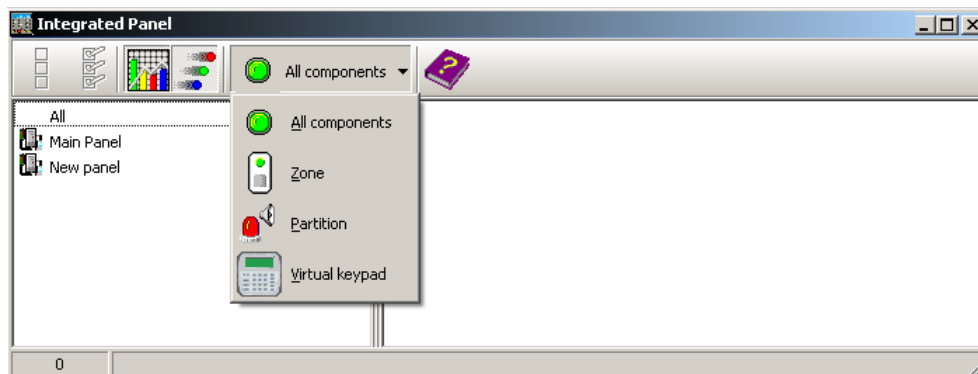 Integrated Panel
All components
?
All
Main Panel
New panel
All components
Zone
Partition
Virtual keypad
0